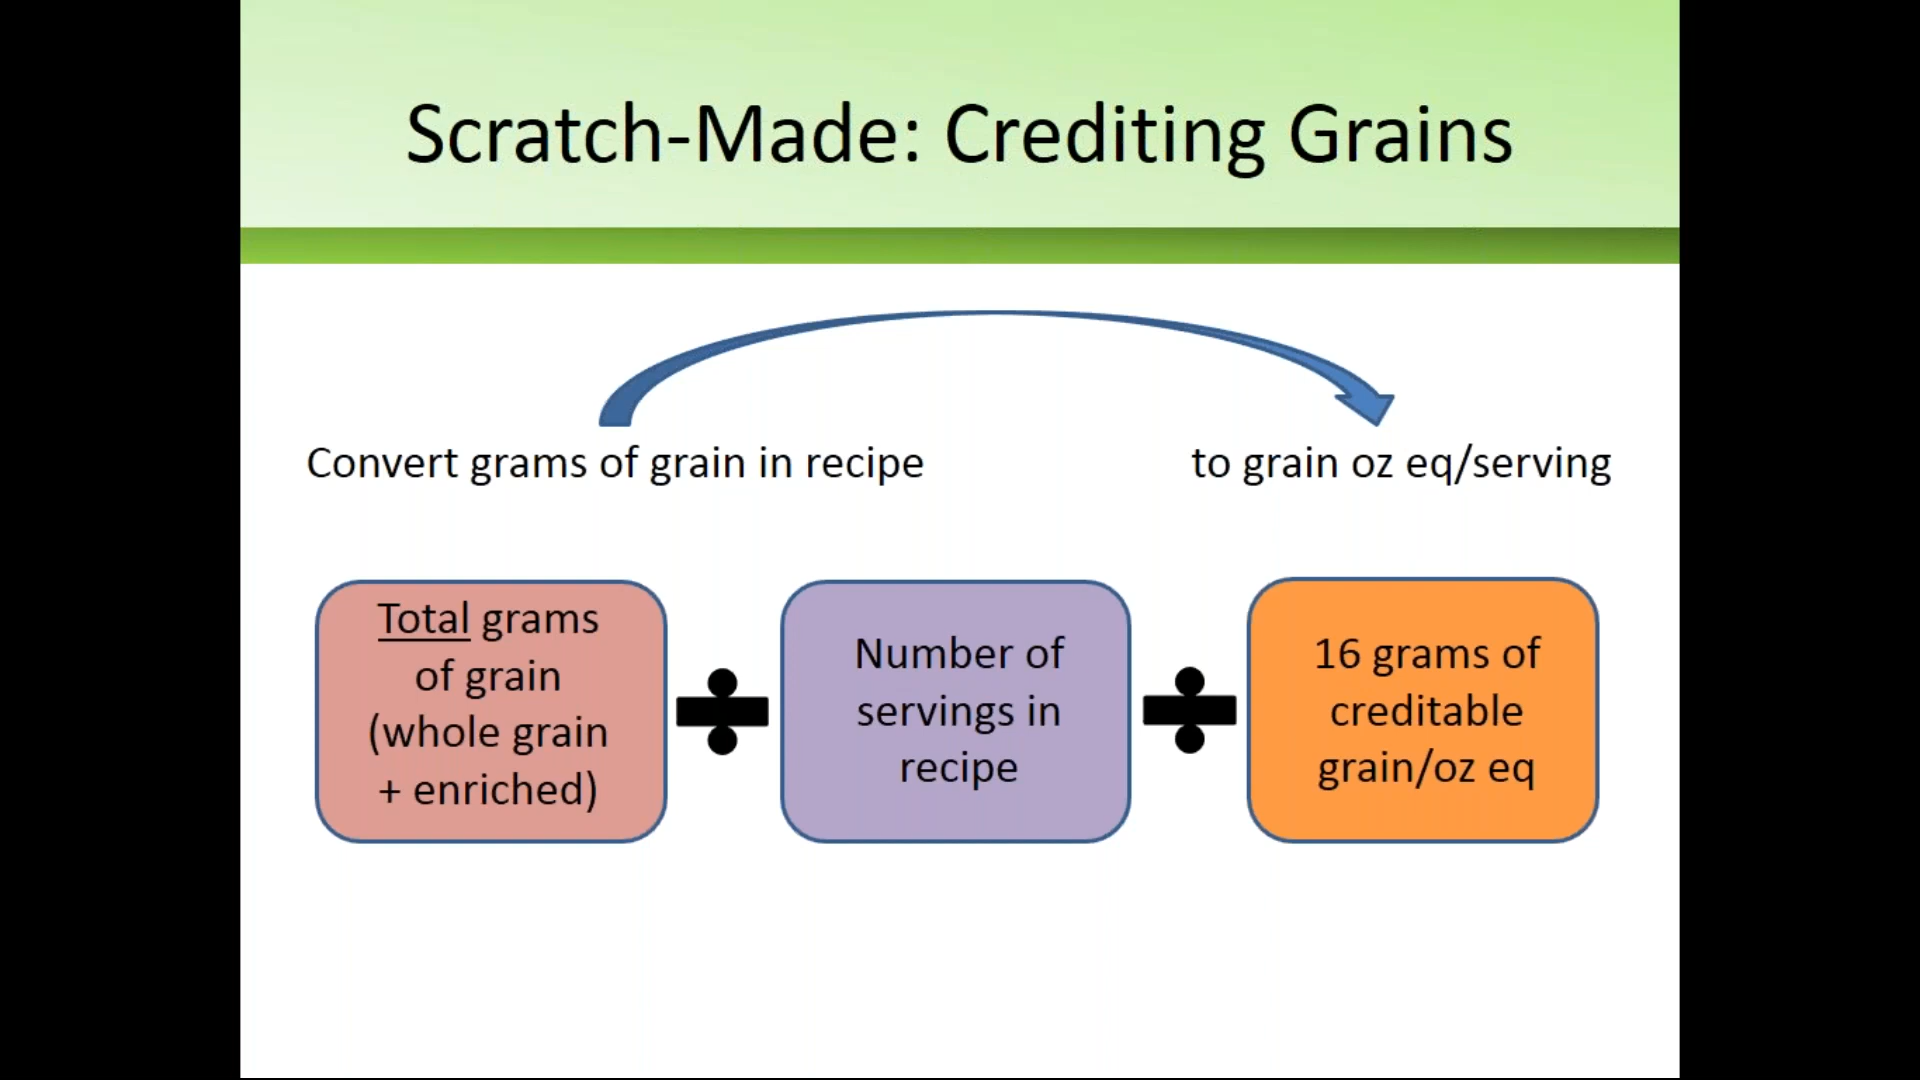 Scratch-Made: Crediting Grains
Convert grams of grain in recipe
to grain oz eq/serving
Total grams
of grain
(whole grain
+ enriched)
÷
Number of
servings in
recipe
÷
16 grams of
creditable
grain/oz eq